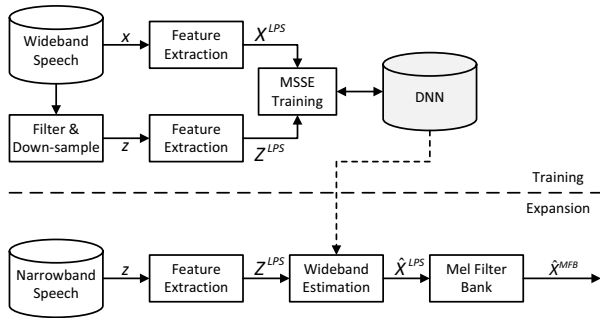 Wideband Speech
x
Feature Extraction
X^LPS
MSSE Training
DNN
Filter & Down-sample
z
Feature Extraction
Z^LPS
Training
Expansion
Narrowband Speech
z
Feature Extraction
Z^LPS
Wideband Estimation
X̂^LPS
Mel Filter Bank
X̂^MFB